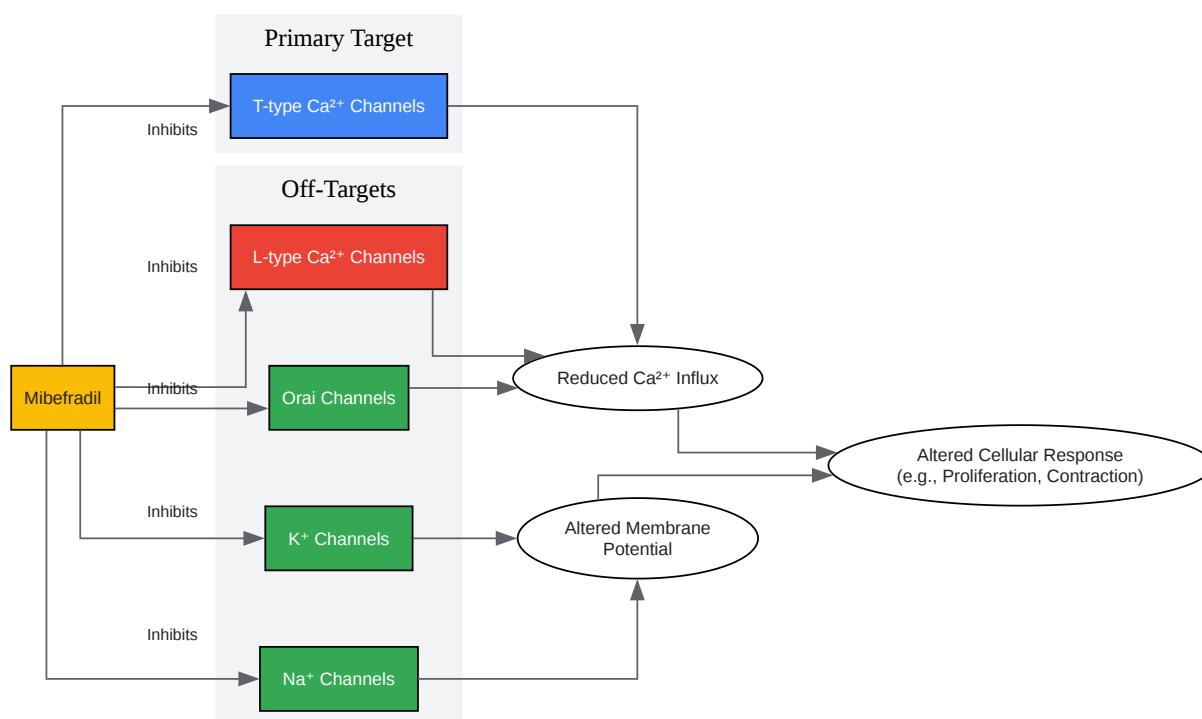 Primary Target
T-type Ca²⁺ Channels
Inhibits
Off-Targets
L-type Ca²⁺ Channels
Inhibits
Mibefradil
Inhibits
Orai Channels
Reduced Ca²⁺ Influx
Altered Cellular Response
(e.g., Proliferation, Contraction)
Inhibits
K⁺ Channels
Altered Membrane
Potential
Inhibits
Na⁺ Channels